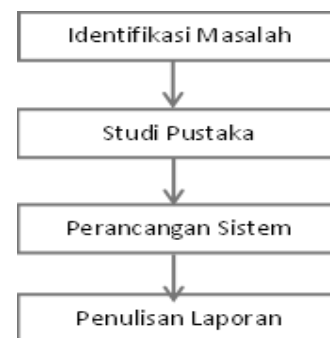 Identifikasi Masalah
Studi Pustaka
Perancangan Sistem
Penulisan Laporan